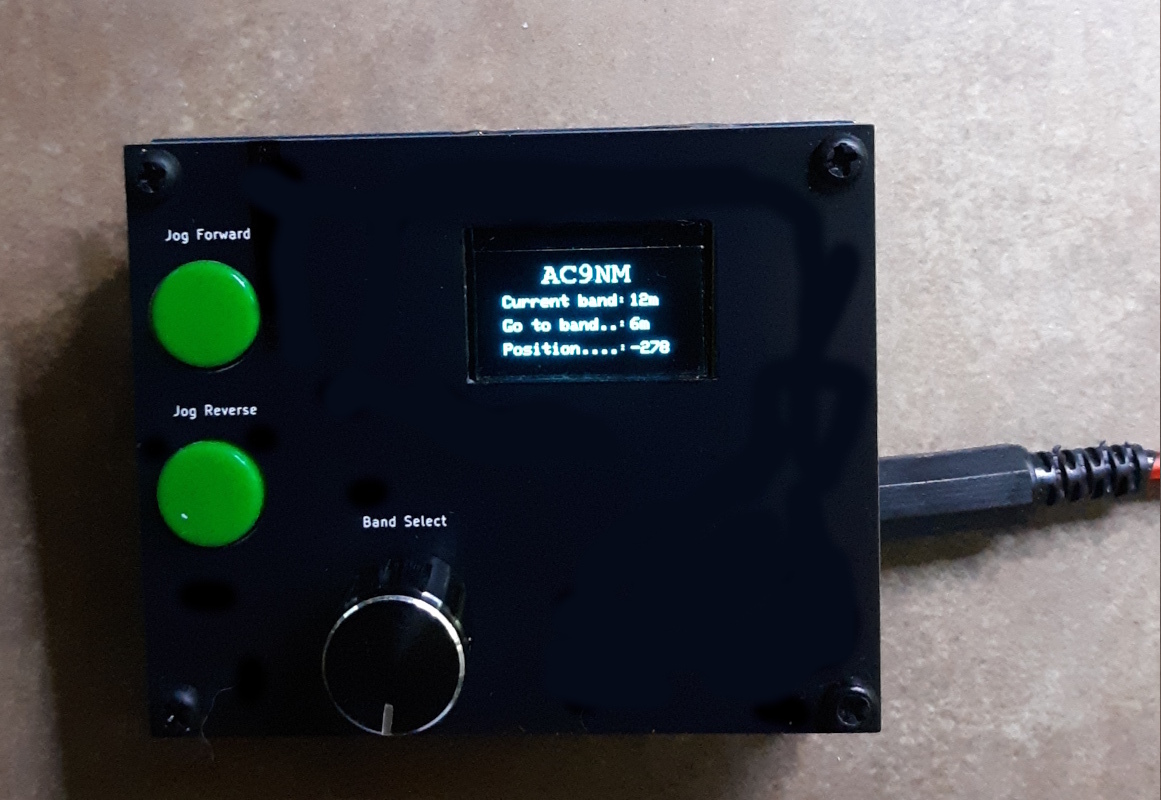 Jog Forward
AC9NM
Current band: 12m
Go to band..: 6m
Position....: -278
Jog Reverse
Band Select